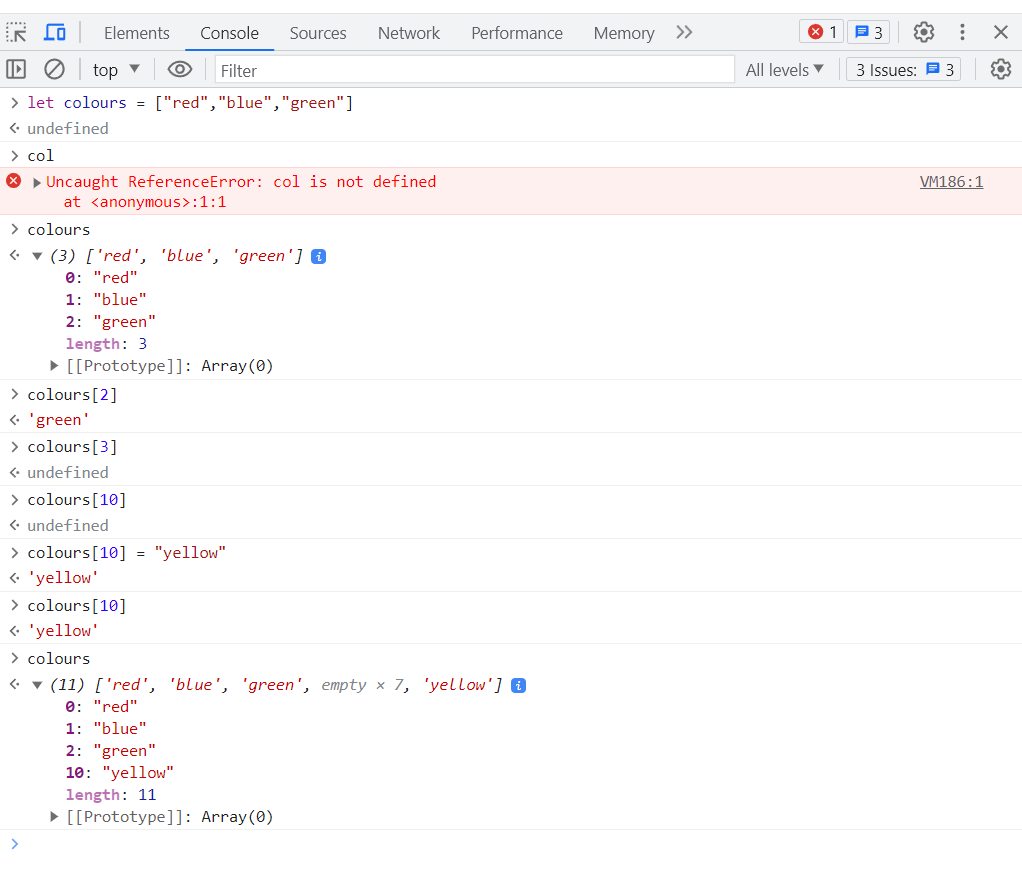 Elements Console Sources Network Performance Memory 1 3
top Filter All levels 3 Issues: 3
let colours = ["red","blue","green"]
undefined
col
Uncaught ReferenceError: col is not defined VM186:1
at <anonymous>:1:1
colours
(3) ['red', 'blue', 'green'] i
0: "red"
1: "blue"
2: "green"
length: 3
[[Prototype]]: Array(0)
colours[2]
'green'
colours[3]
undefined
colours[10]
undefined
colours[10] = "yellow"
'yellow'
colours[10]
'yellow'
colours
(11) ['red', 'blue', 'green', empty × 7, 'yellow'] i
0: "red"
1: "blue"
2: "green"
10: "yellow"
length: 11
[[Prototype]]: Array(0)